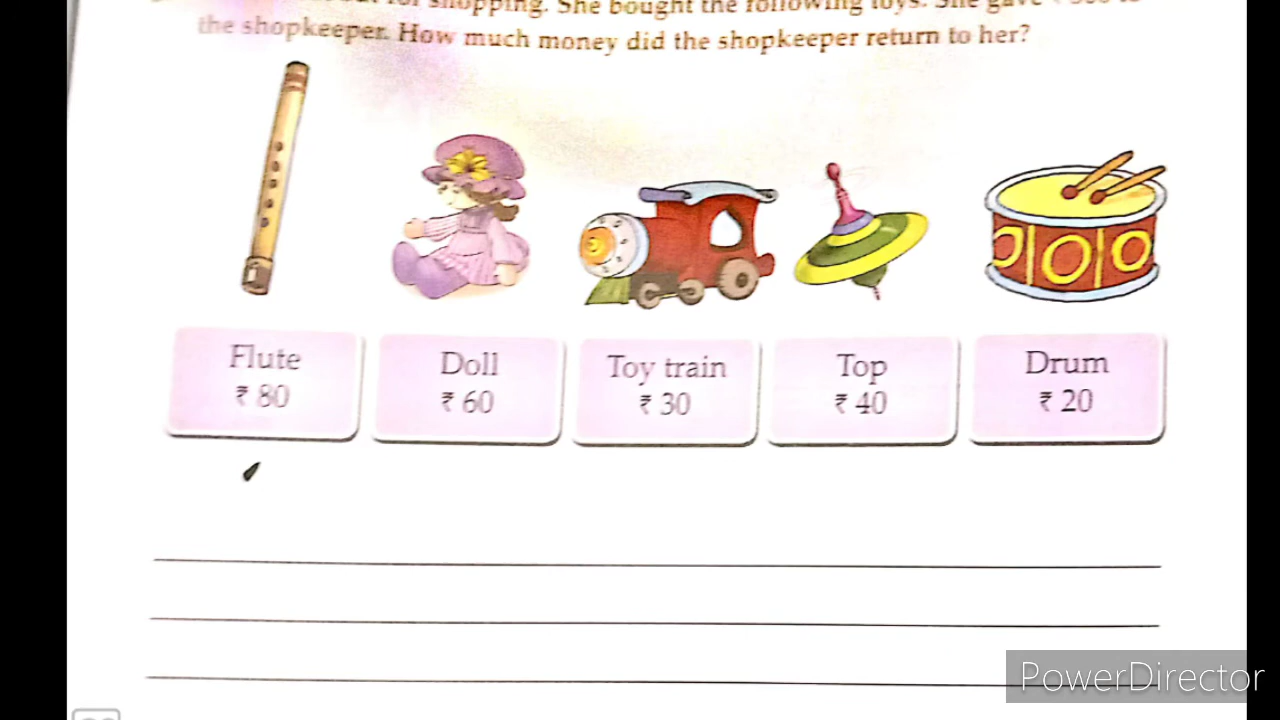 for shopping. She bought the following toys. She gave ₹
the shopkeeper. How much money did the shopkeeper return to her?
Flute Doll Toy train Top Drum
₹ 80 ₹ 60 ₹ 30 ₹ 40 ₹ 20
PowerDirector